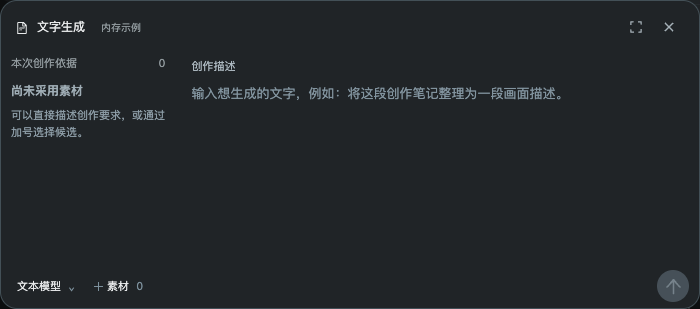 文字生成 内存示例
本次创作依据 0
尚未采用素材
可以直接描述创作要求，或通过
加号选择候选。
创作描述
输入想生成的文字，例如：将这段创作笔记整理为一段画面描述。
文本模型 素材 0